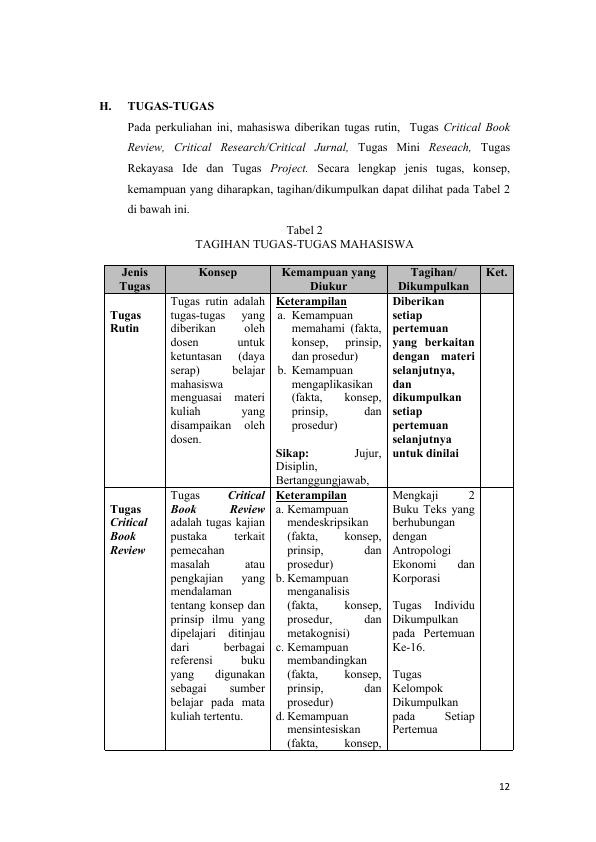 H. TUGAS-TUGAS
Pada perkuliahan ini, mahasiswa diberikan tugas rutin, Tugas Critical Book
Review, Critical Research/Critical Jurnal, Tugas Mini Reseach, Tugas
Rekayasa Ide dan Tugas Project. Secara lengkap jenis tugas, konsep,
kemampuan yang diharapkan, tagihan/dikumpulkan dapat dilihat pada Tabel 2
di bawah ini.
Tabel 2
TAGIHAN TUGAS-TUGAS MAHASISWA
Jenis
Tugas
Konsep
Kemampuan yang
Diukur
Tagihan/
Dikumpulkan
Ket.
Tugas
Rutin
Tugas rutin adalah
tugas-tugas yang
diberikan oleh
dosen untuk
ketuntasan (daya
serap) belajar
mahasiswa
menguasai materi
kuliah yang
disampaikan oleh
dosen.
Keterampilan
a. Kemampuan
memahami (fakta,
konsep, prinsip,
dan prosedur)
b. Kemampuan
mengaplikasikan
(fakta, konsep,
prinsip, dan
prosedur)
Sikap: Jujur,
Disiplin,
Bertanggungjawab,
Diberikan
setiap
pertemuan
yang berkaitan
dengan materi
selanjutnya,
dan
dikumpulkan
setiap
pertemuan
selanjutnya
untuk dinilai
Tugas
Critical
Book
Review
Tugas Critical
Book Review
adalah tugas kajian
pustaka terkait
pemecahan
masalah atau
pengkajian yang
mendalaman
tentang konsep dan
prinsip ilmu yang
dipelajari ditinjau
dari berbagai
referensi buku
yang digunakan
sebagai sumber
belajar pada mata
kuliah tertentu.
Keterampilan
a. Kemampuan
mendeskripsikan
(fakta, konsep,
prinsip, dan
prosedur)
b. Kemampuan
menganalisis
(fakta, konsep,
prosedur, dan
metakognisi)
c. Kemampuan
membandingkan
(fakta, konsep,
prinsip, dan
prosedur)
d. Kemampuan
mensintesiskan
(fakta, konsep,
Mengkaji 2
Buku Teks yang
berhubungan
dengan
Antropologi
Ekonomi dan
Korporasi
Tugas Individu
Dikumpulkan
pada Pertemuan
Ke-16.
Tugas
Kelompok
Dikumpulkan
pada Setiap
Pertemua
12